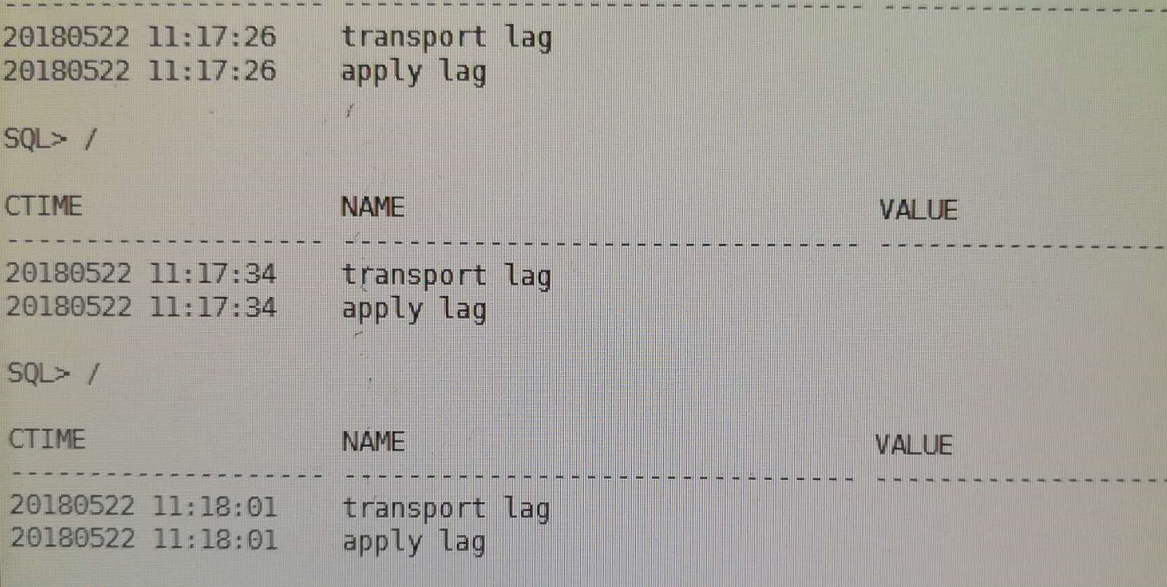 -------------------- -------------------------------- ------------------
20180522 11:17:26 transport lag
20180522 11:17:26 apply lag
SQL> /
CTIME NAME VALUE
-------------------- -------------------------------- ------------------
20180522 11:17:34 transport lag
20180522 11:17:34 apply lag
SQL> /
CTIME NAME VALUE
-------------------- -------------------------------- ------------------
20180522 11:18:01 transport lag
20180522 11:18:01 apply lag